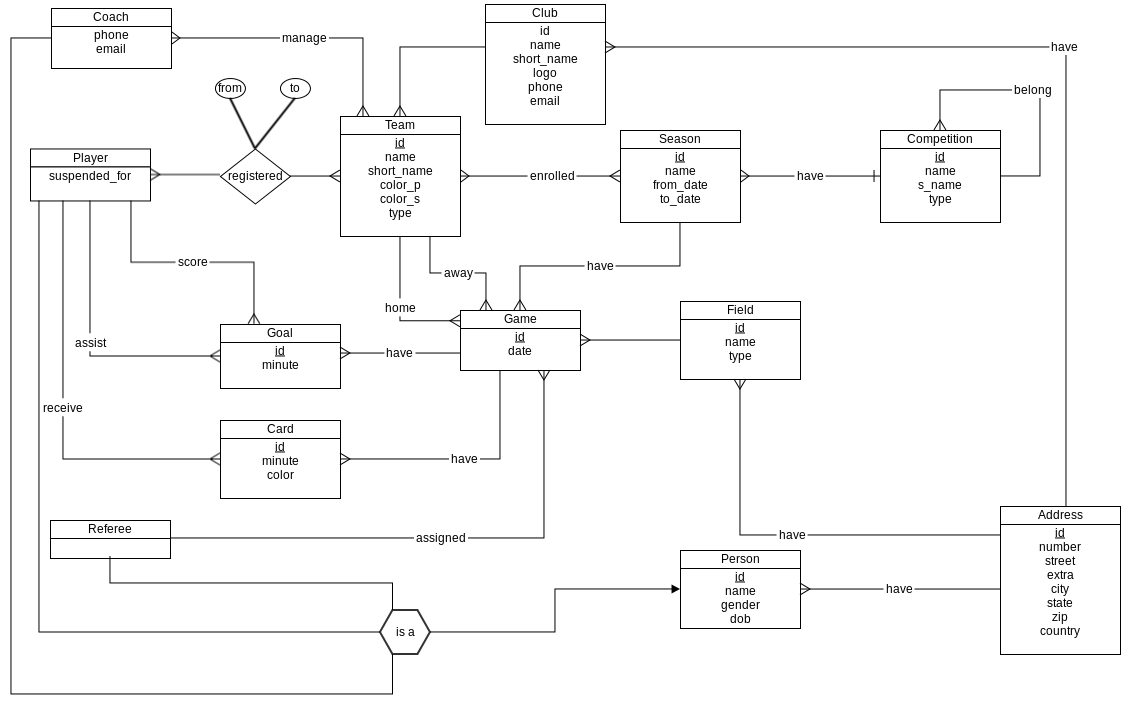 Coach
phone
email
manage
Club
id
name
short_name
logo
phone
email
have
from
to
belong
Team
id
name
short_name
color_p
color_s
type
Season
id
name
from_date
to_date
Competition
id
name
s_name
type
Player
suspended_for
registered
enrolled
have
score
away
have
home
Goal
id
minute
assist
have
Game
id
date
Field
id
name
type
receive
Card
id
minute
color
have
Referee
assigned
have
Address
id
number
street
extra
city
state
zip
country
Person
id
name
gender
dob
have
is a